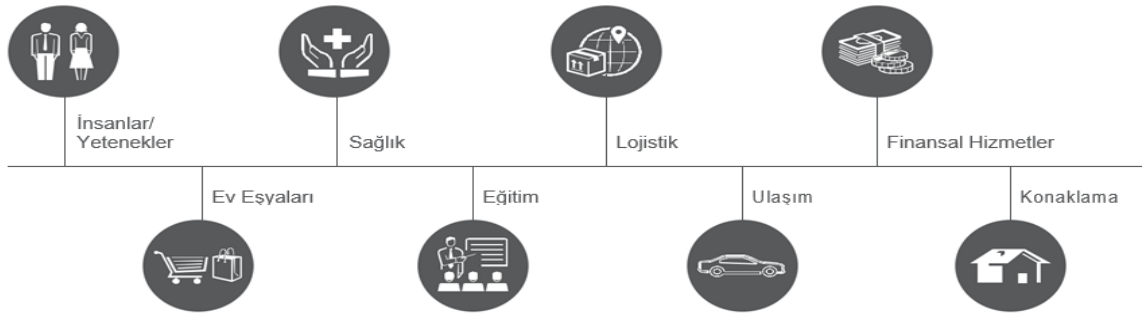 İnsanlar/
Yetenekler
Sağlık
Lojistik
Finansal Hizmetler
Ev Eşyaları
Eğitim
Ulaşım
Konaklama